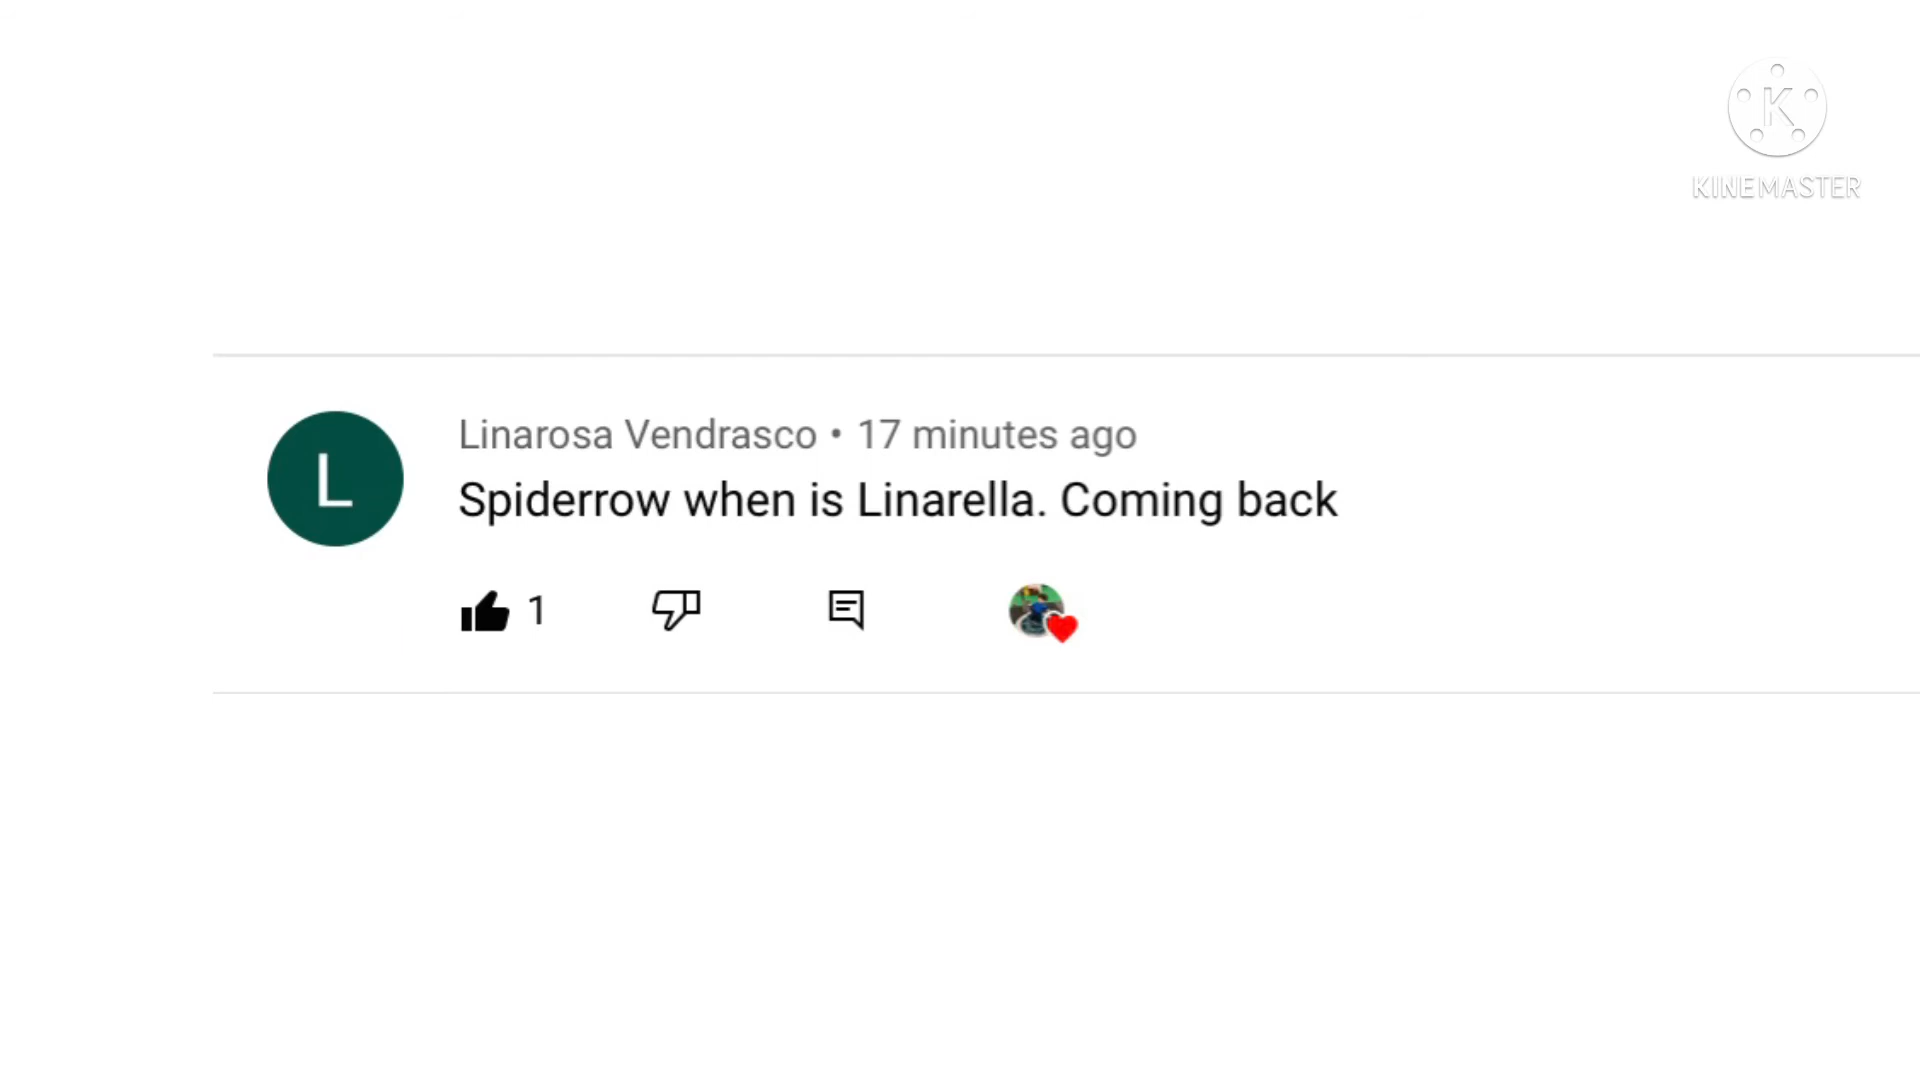 K
KINEMASTER
L
Linarosa Vendrasco • 17 minutes ago
Spiderrow when is Linarella. Coming back
1